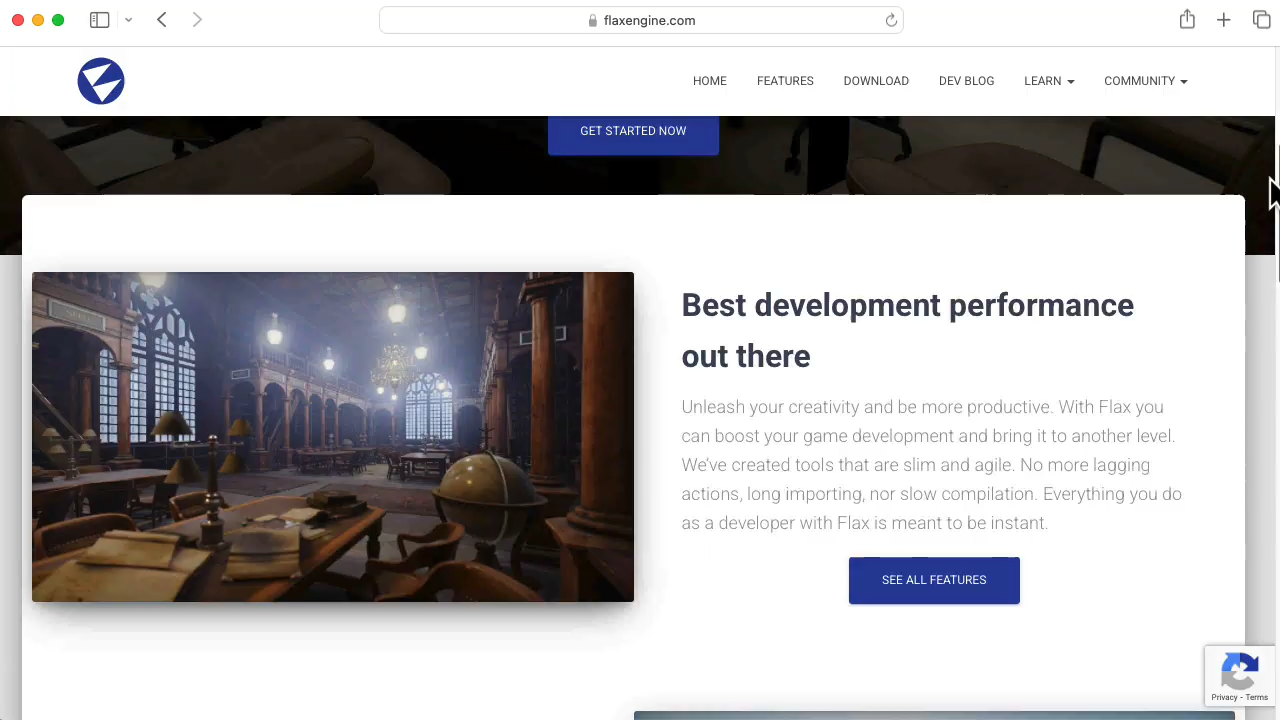 flaxengine.com
HOME FEATURES DOWNLOAD DEV BLOG LEARN COMMUNITY
GET STARTED NOW
Best development performance
out there
Unleash your creativity and be more productive. With Flax you
can boost your game development and bring it to another level.
We've created tools that are slim and agile. No more lagging
actions, long importing, nor slow compilation. Everything you do
as a developer with Flax is meant to be instant.
SEE ALL FEATURES
Privacy - Terms